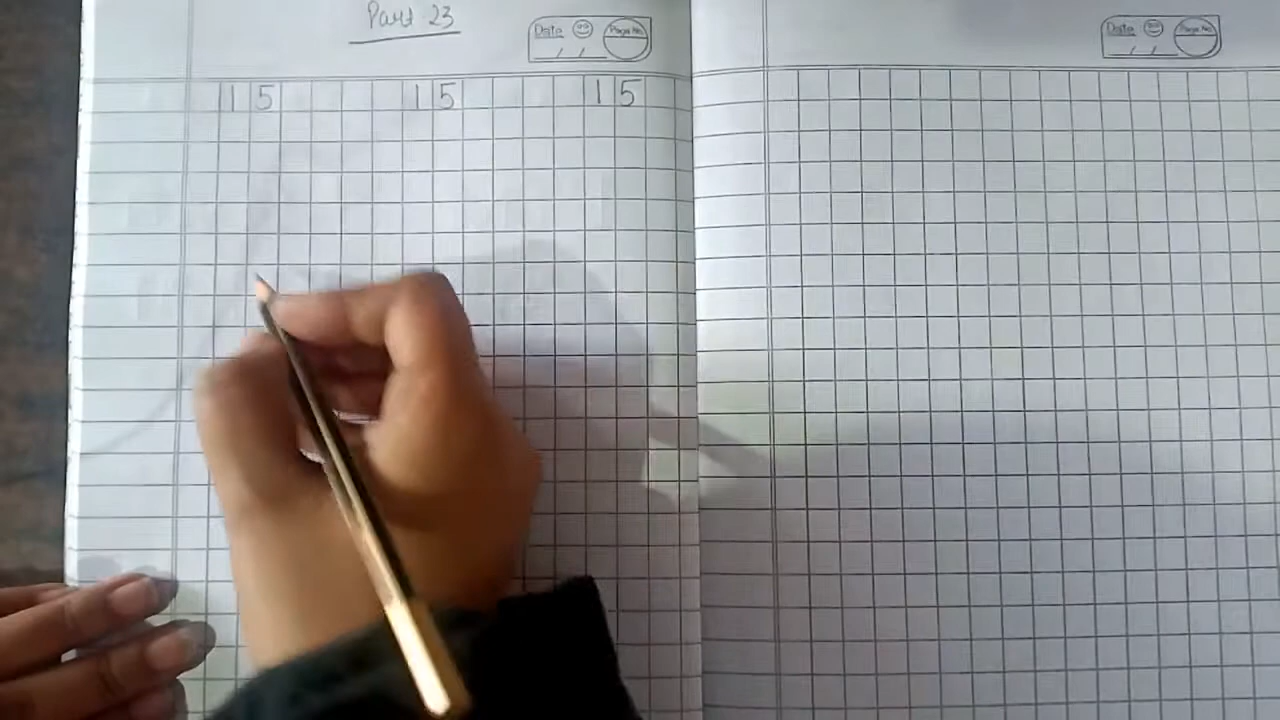 Part 23
Date Page No.
/ /
15 15 15
Date Page No.
/ /